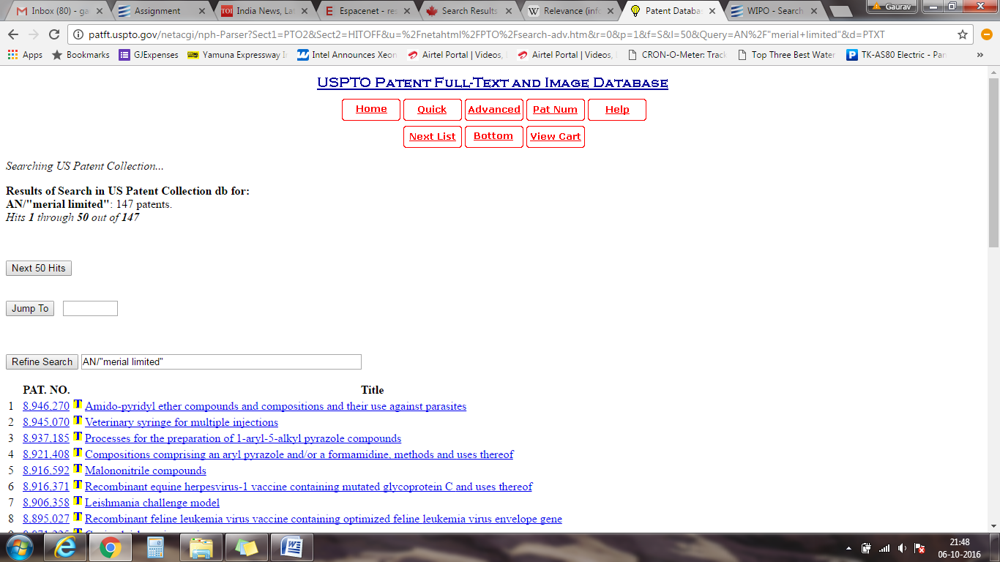 Inbox (80) - ga
Assignment
India News, La
Espacenet - re
Search Results
Relevance (info
Patent Databa
WIPO - Search
Gaurav
patft.uspto.gov/netacgi/nph-Parser?Sect1=PTO2&Sect2=HITOFF&u=%2Fnetahtml%2FPTO%2Fsearch-adv.htm&r=0&p=1&f=S&l=50&Query=AN%2F"merial+limited"&d=PTXT
Apps Bookmarks GJExpenses Yamuna Expressway I Intel Announces Xeon Airtel Portal | Videos, Airtel Portal | Videos, CRON-O-Meter: Track Top Three Best Water TK-AS80 Electric - Pan »
USPTO Patent Full-Text and Image Database
Home Quick Advanced Pat Num Help
Next List Bottom View Cart
Searching US Patent Collection...
Results of Search in US Patent Collection db for:
AN/"merial limited": 147 patents.
Hits 1 through 50 out of 147
Next 50 Hits
Jump To
Refine Search AN/"merial limited"
PAT. NO. Title
1 8,946,270 T Amido-pyridyl ether compounds and compositions and their use against parasites
2 8,945,070 T Veterinary syringe for multiple injections
3 8,937,185 T Processes for the preparation of 1-aryl-5-alkyl pyrazole compounds
4 8,921,408 T Compositions comprising an aryl pyrazole and/or a formamidine, methods and uses thereof
5 8,916,592 T Malononitrile compounds
6 8,916,371 T Recombinant equine herpesvirus-1 vaccine containing mutated glycoprotein C and uses thereof
7 8,906,358 T Leishmania challenge model
8 8,895,027 T Recombinant feline leukemia virus vaccine containing optimized feline leukemia virus envelope gene
21:48
06-10-2016